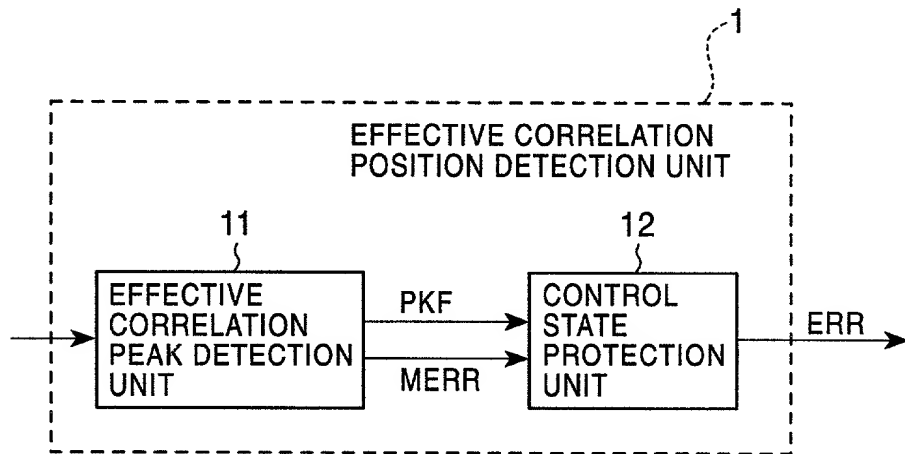 1
EFFECTIVE CORRELATION
POSITION DETECTION UNIT
11
EFFECTIVE
CORRELATION
PEAK DETECTION
UNIT
PKF
MERR
12
CONTROL
STATE
PROTECTION
UNIT
ERR